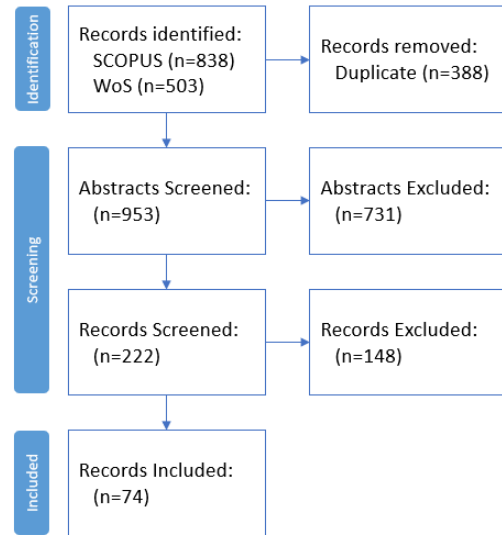 Identification
Records identified:
SCOPUS (n=838)
WoS (n=503)
Records removed:
Duplicate (n=388)
Screening
Abstracts Screened:
(n=953)
Abstracts Excluded:
(n=731)
Records Screened:
(n=222)
Records Excluded:
(n=148)
Included
Records Included:
(n=74)